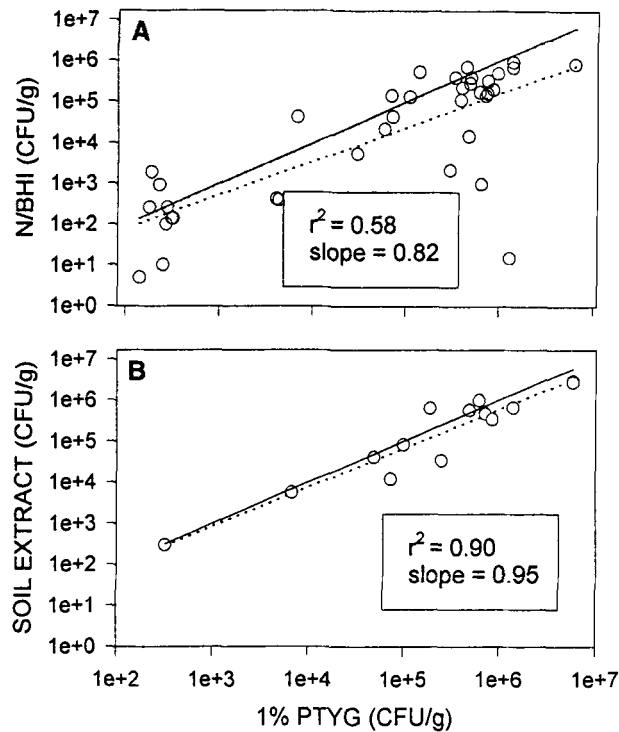 A
1e+7
1e+6
1e+5
1e+4
1e+3
1e+2
1e+1
1e+0
N/BHI (CFU/g)
r² = 0.58
slope = 0.82
B
1e+7
1e+6
1e+5
1e+4
1e+3
1e+2
1e+1
1e+0
SOIL EXTRACT (CFU/g)
r² = 0.90
slope = 0.95
1e+2 1e+3 1e+4 1e+5 1e+6 1e+7
1% PTYG (CFU/g)